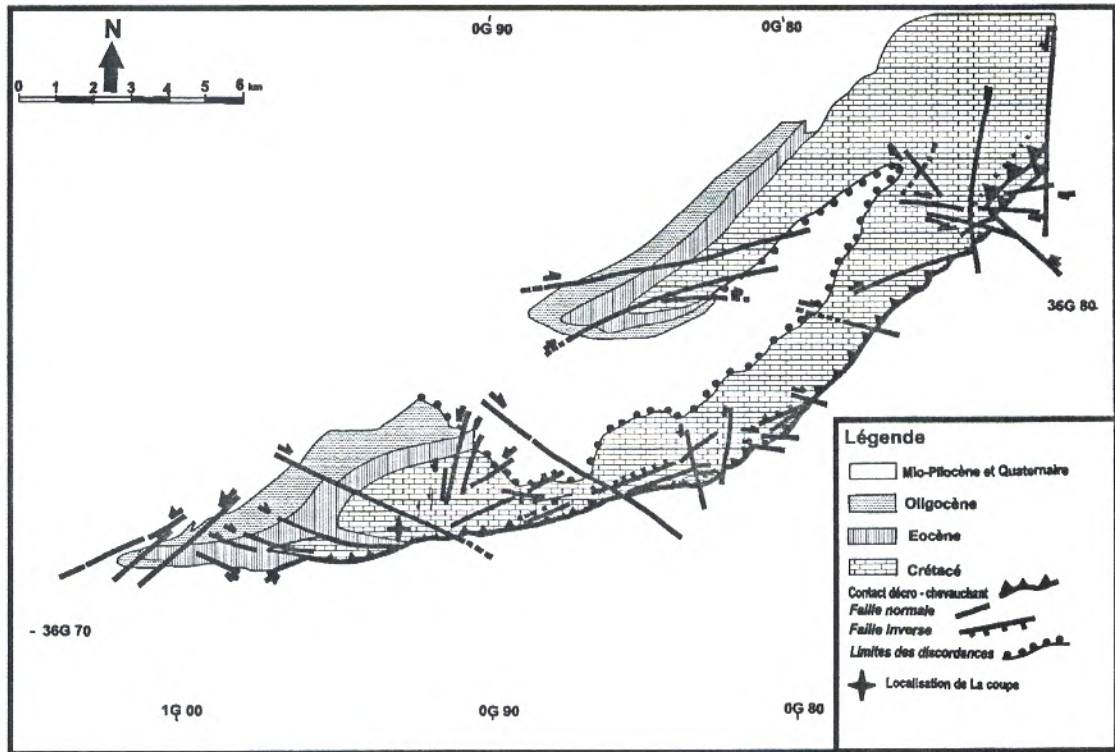 0G 90
0G 80
N
0 1 2 3 4 5 6 km
36G 80-
Légende
Mio-Pliocène et Quaternaire
Oligocène
Eocène
Crétacé
Contact décro - chevauchant
Faille normale
Faille inverse
Limites des discordances
Localisation de La coupe
- 36G 70
1G 00
0G 90
0G 80